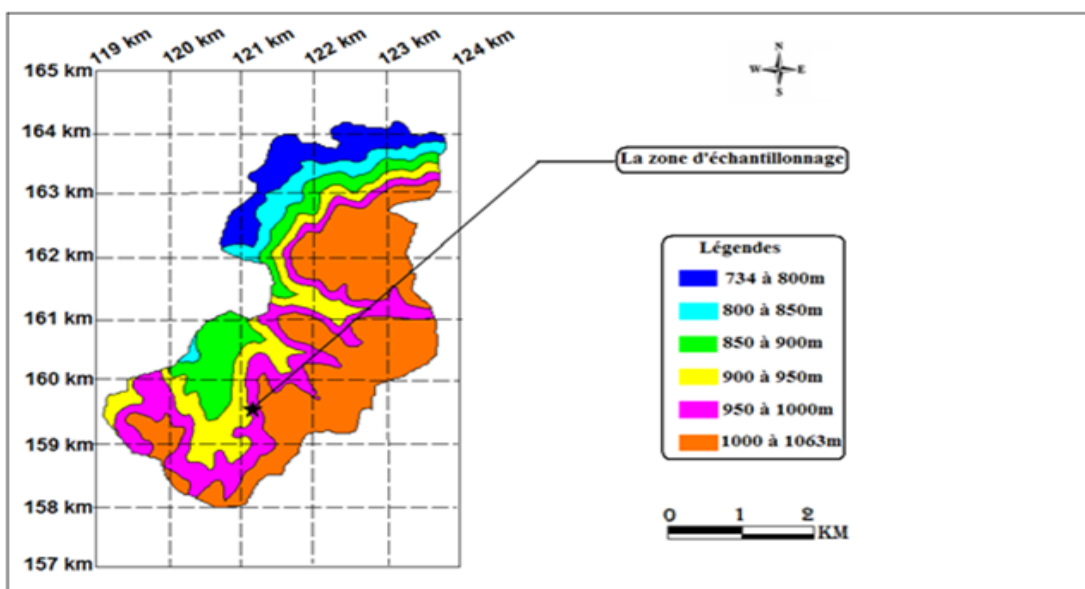 119 km 120 km 121 km 122 km 123 km 124 km
165 km
164 km
163 km
162 km
161 km
160 km
159 km
158 km
157 km
N
W E
S
La zone d'échantillonnage
Légendes
734 à 800m
800 à 850m
850 à 900m
900 à 950m
950 à 1000m
1000 à 1063m
0 1 2
KM